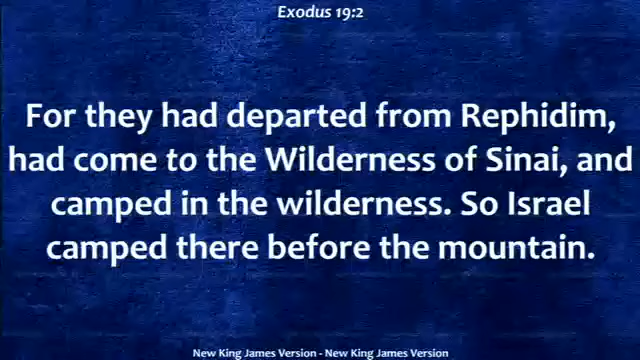 Exodus 19:2
For they had departed from Rephidim,
had come to the Wilderness of Sinai, and
camped in the wilderness. So Israel
camped there before the mountain.
New King James Version - New King James Version